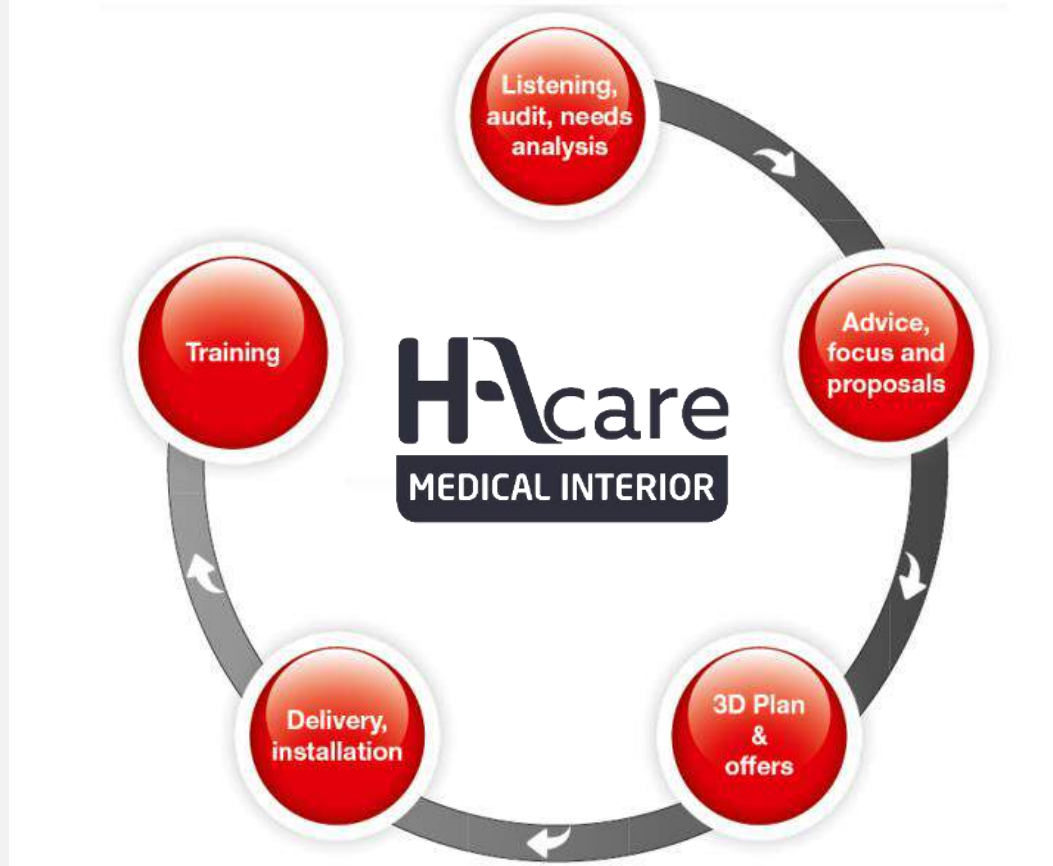 Listening,
audit, needs
analysis
Advice,
focus and
proposals
3D Plan
&
offers
Delivery,
installation
Training
HAcare
MEDICAL INTERIOR